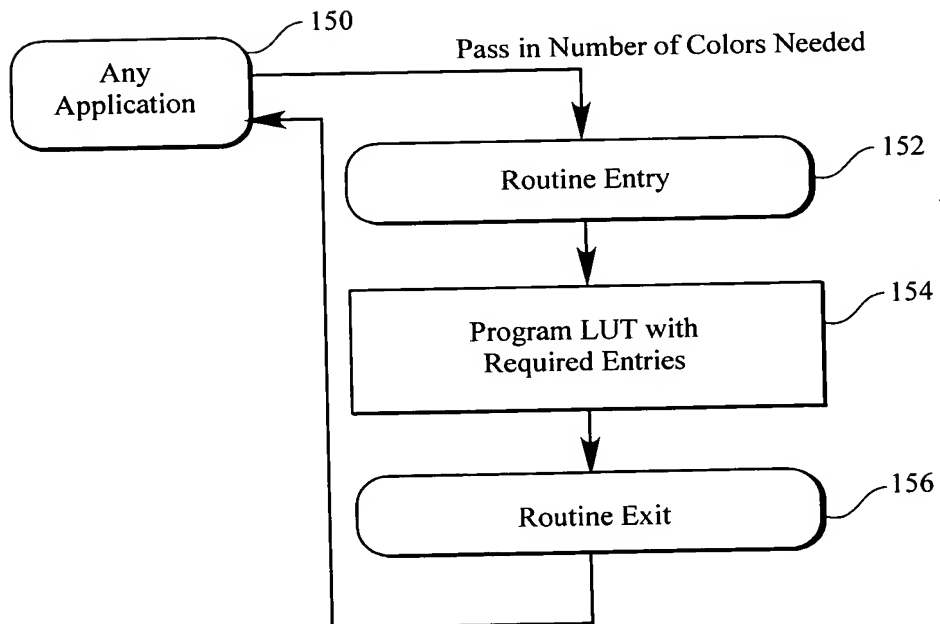 150
Any
Application
Pass in Number of Colors Needed
152
Routine Entry
154
Program LUT with
Required Entries
156
Routine Exit